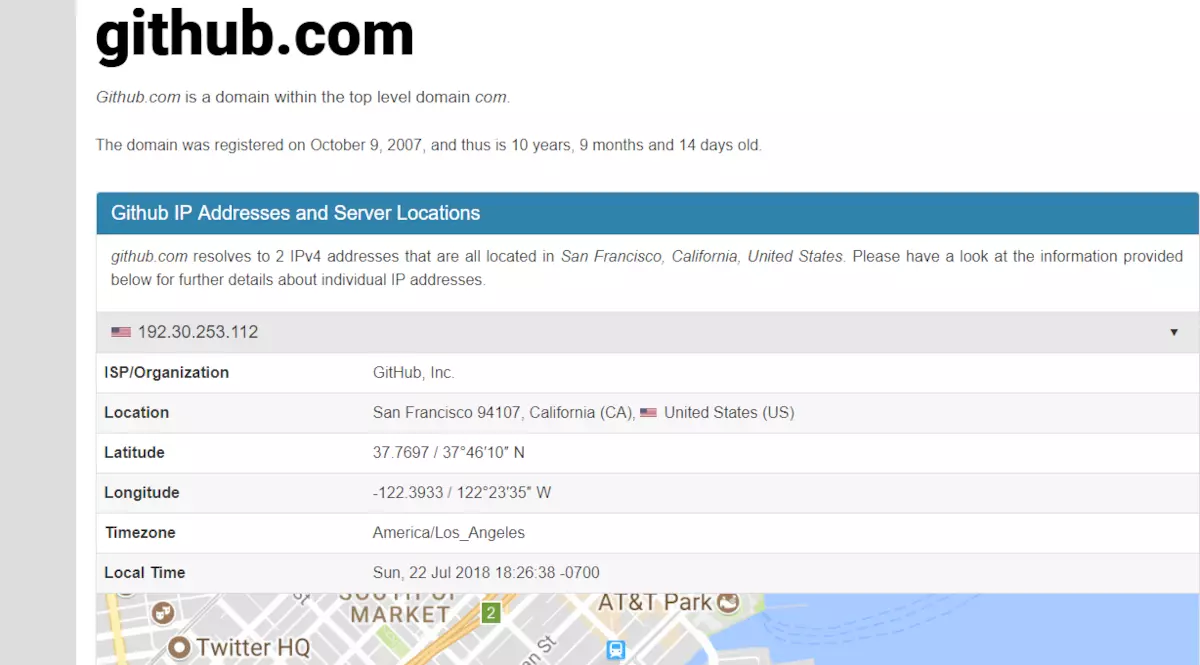 github.com
Github.com is a domain within the top level domain com.
The domain was registered on October 9, 2007, and thus is 10 years, 9 months and 14 days old.
Github IP Addresses and Server Locations
github.com resolves to 2 IPv4 addresses that are all located in San Francisco, California, United States. Please have a look at the information provided
below for further details about individual IP addresses.
192.30.253.112
ISP/Organization GitHub, Inc.
Location San Francisco 94107, California (CA), United States (US)
Latitude 37.7697 / 37°46′10″ N
Longitude -122.3933 / 122°23′35″ W
Timezone America/Los_Angeles
Local Time Sun, 22 Jul 2018 18:26:38 -0700
AT&T Park
MARKET 2
Twitter HQ
St